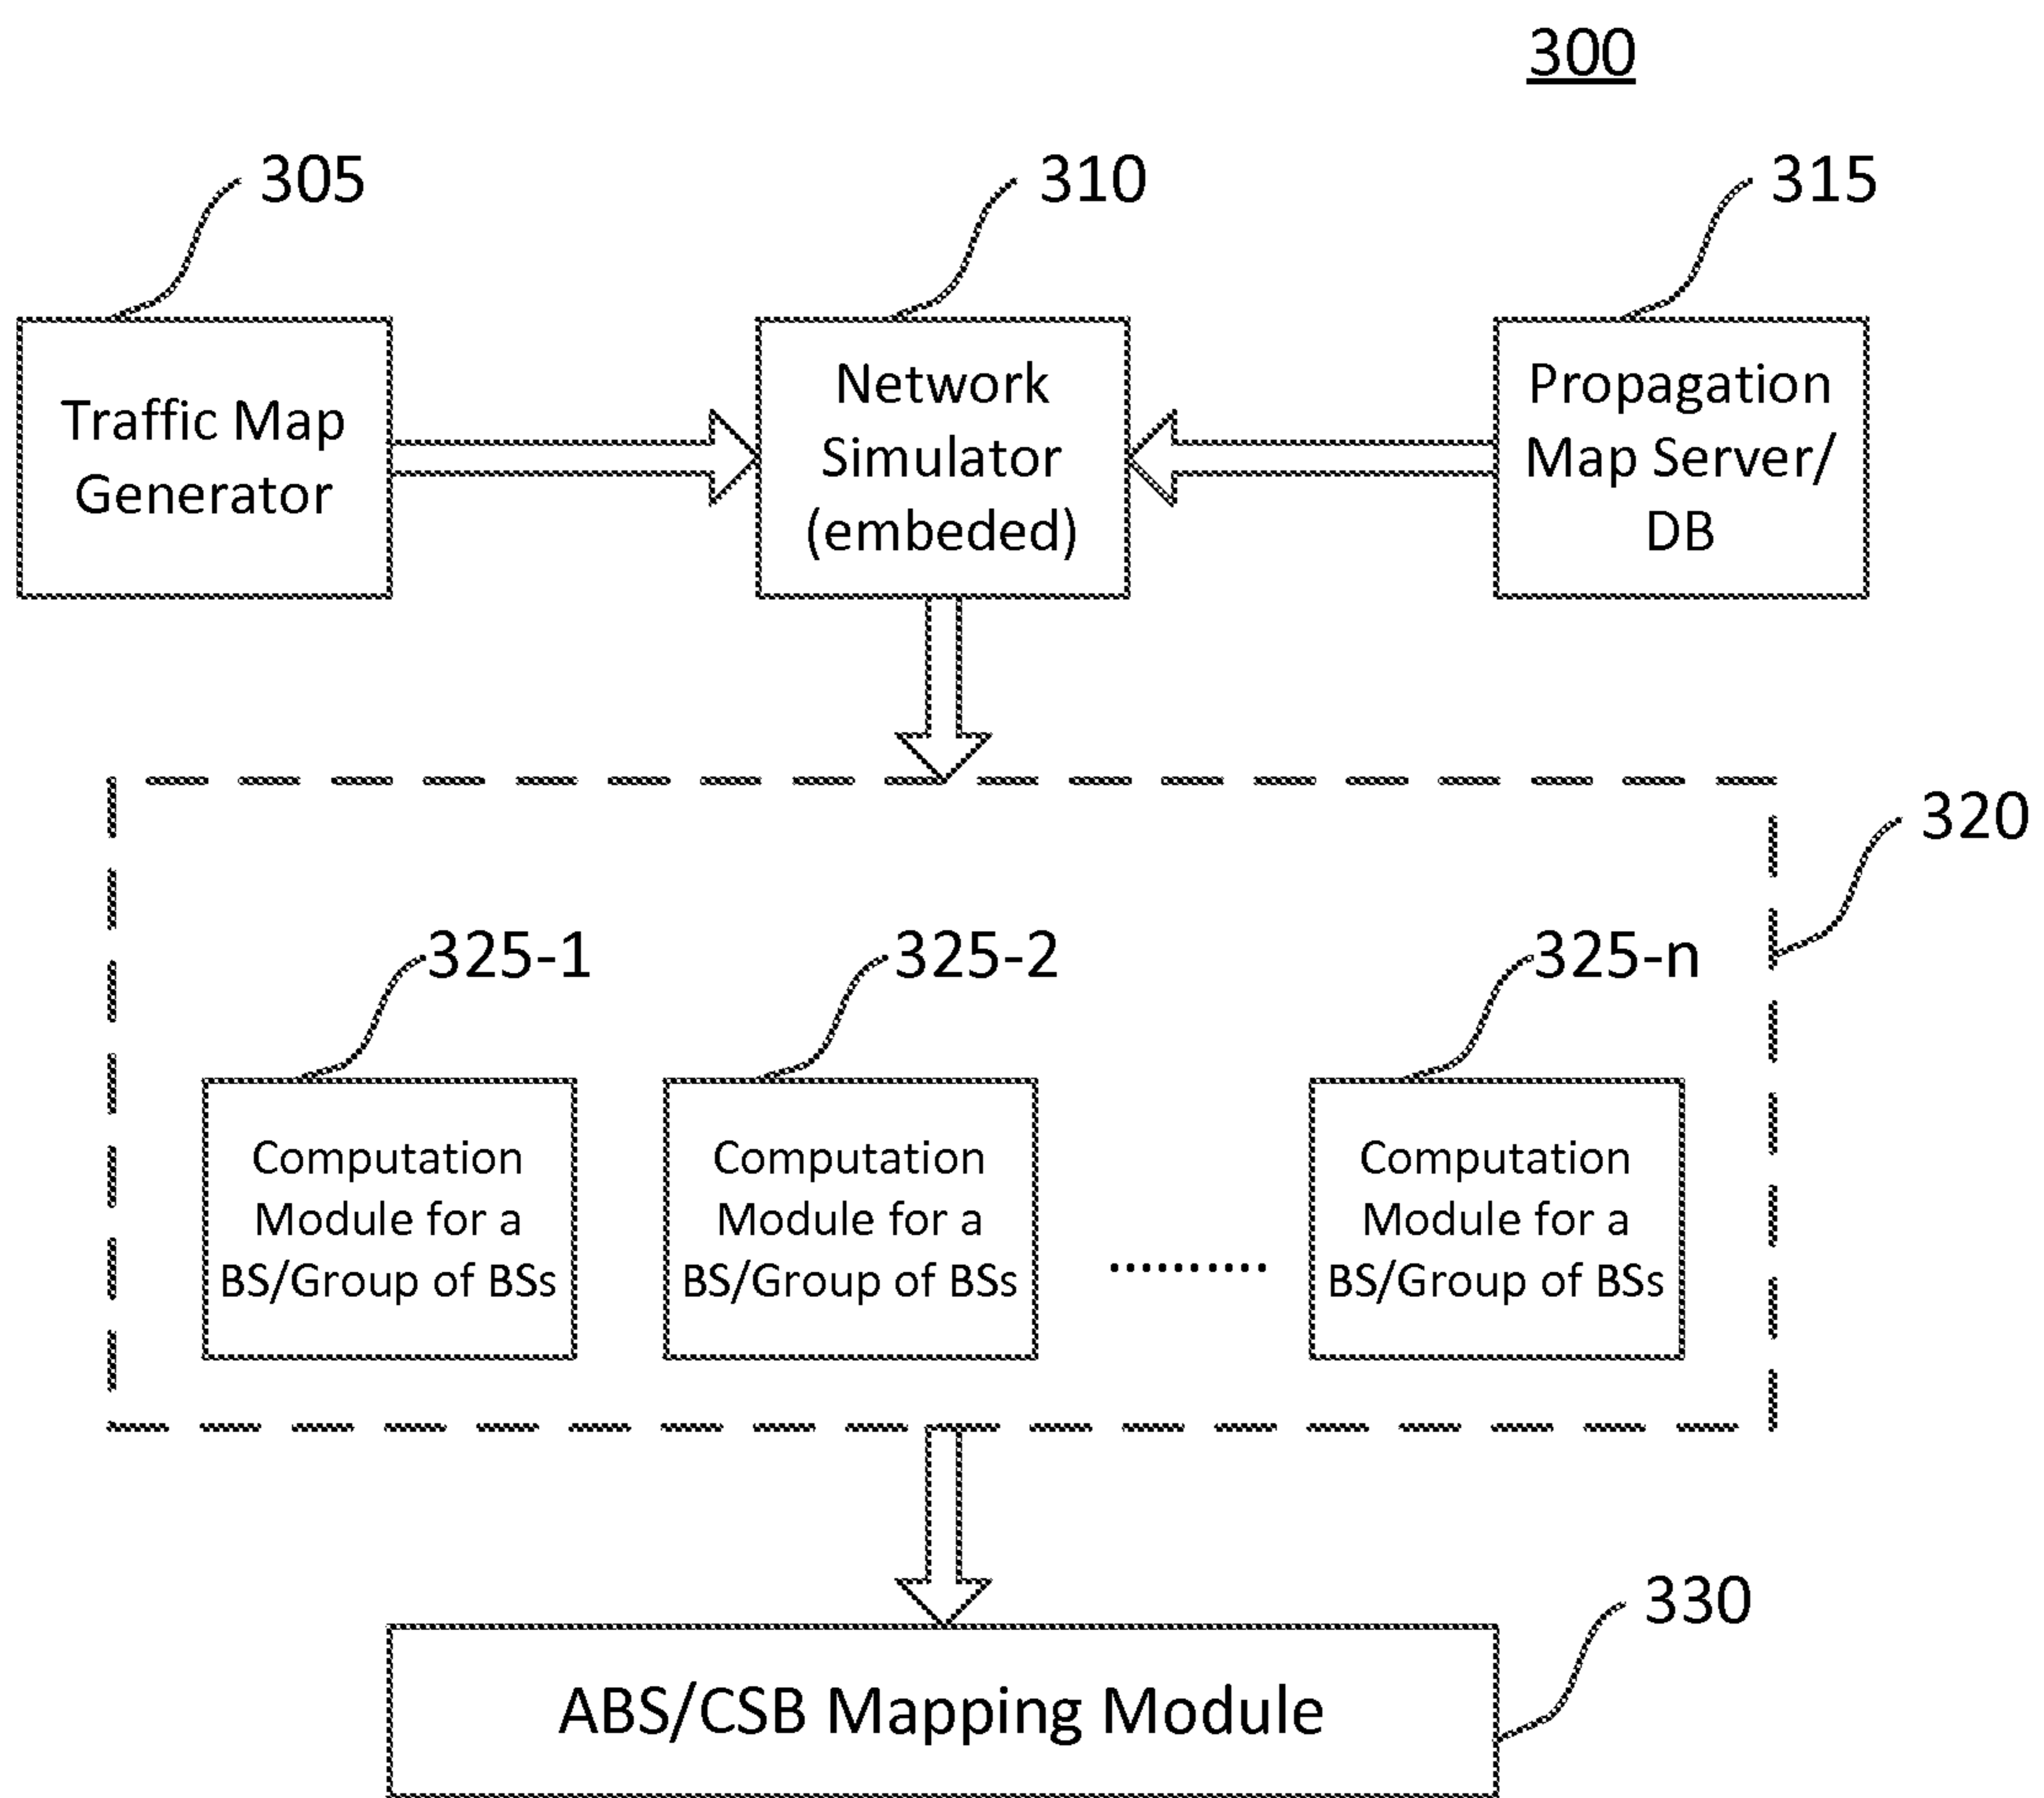 300
305
310
315
Traffic Map
Generator
Network
Simulator
(embeded)
Propagation
Map Server/
DB
320
325-1
325-2
325-n
Computation
Module for a
BS/Group of BSs
Computation
Module for a
BS/Group of BSs
..........
Computation
Module for a
BS/Group of BSs
330
ABS/CSB Mapping Module